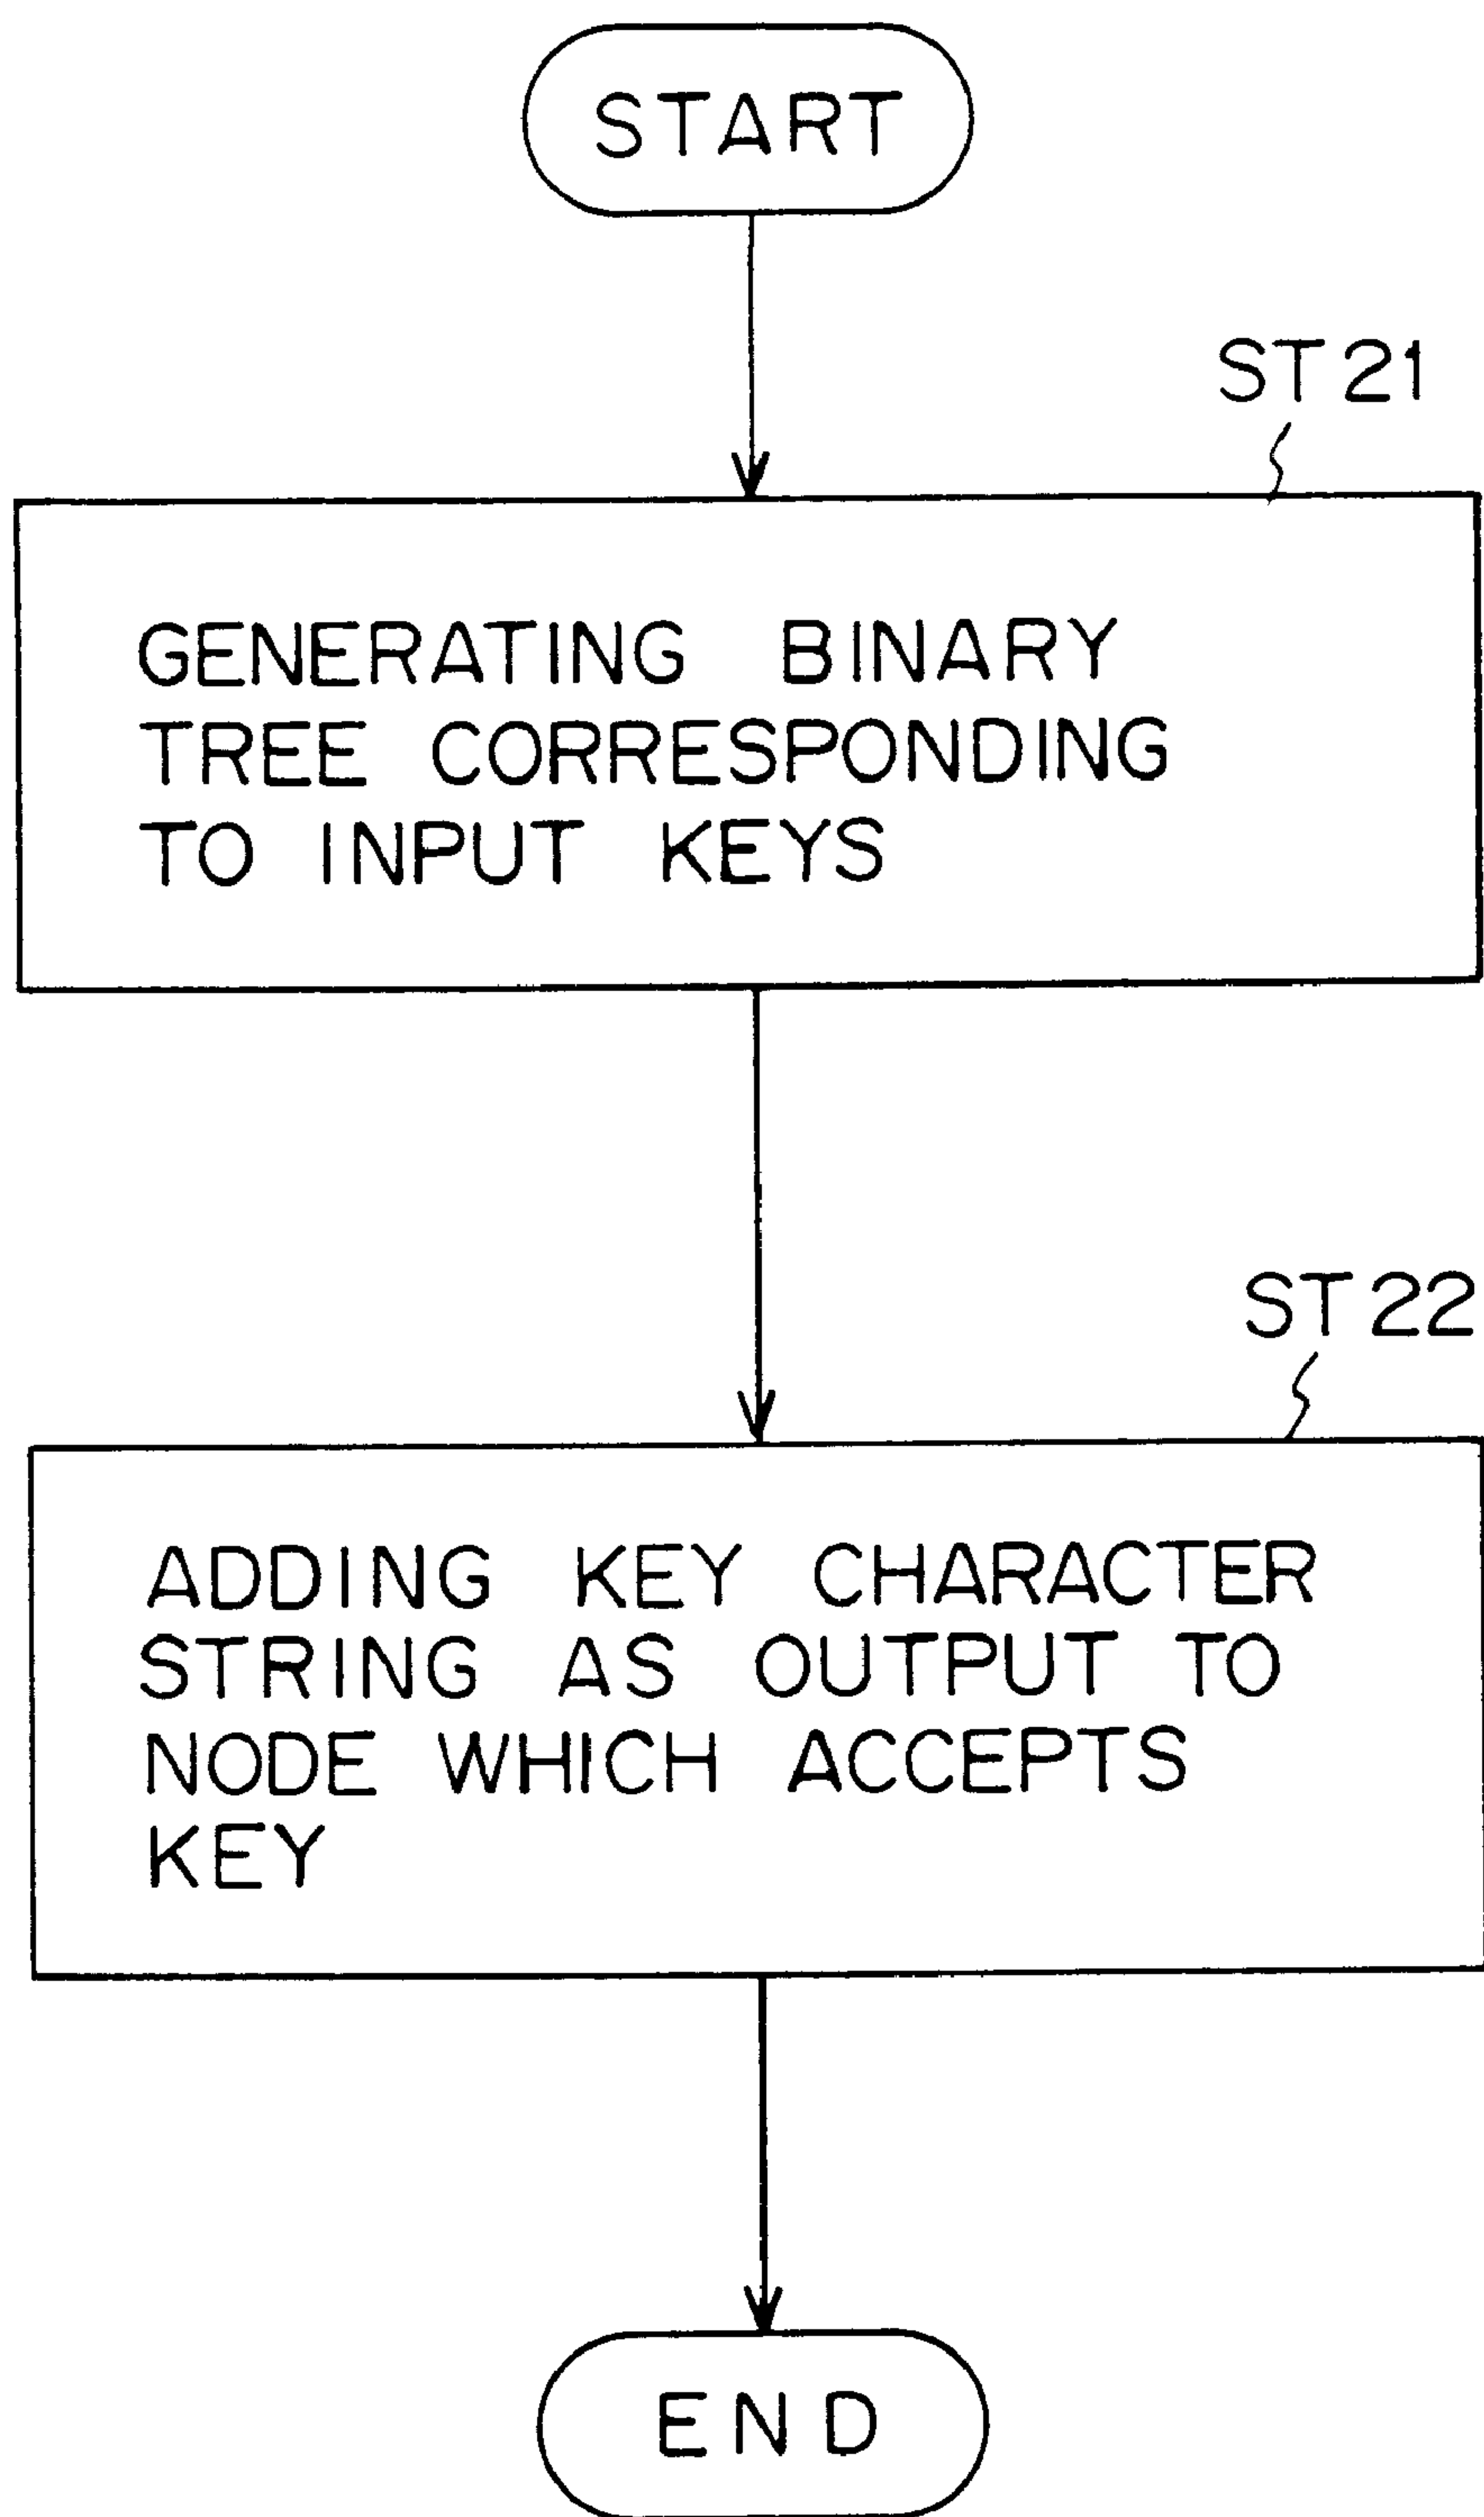 START
ST21
GENERATING BINARY
TREE CORRESPONDING
TO INPUT KEYS
ST22
ADDING KEY CHARACTER
STRING AS OUTPUT TO
NODE WHICH ACCEPTS
KEY
END